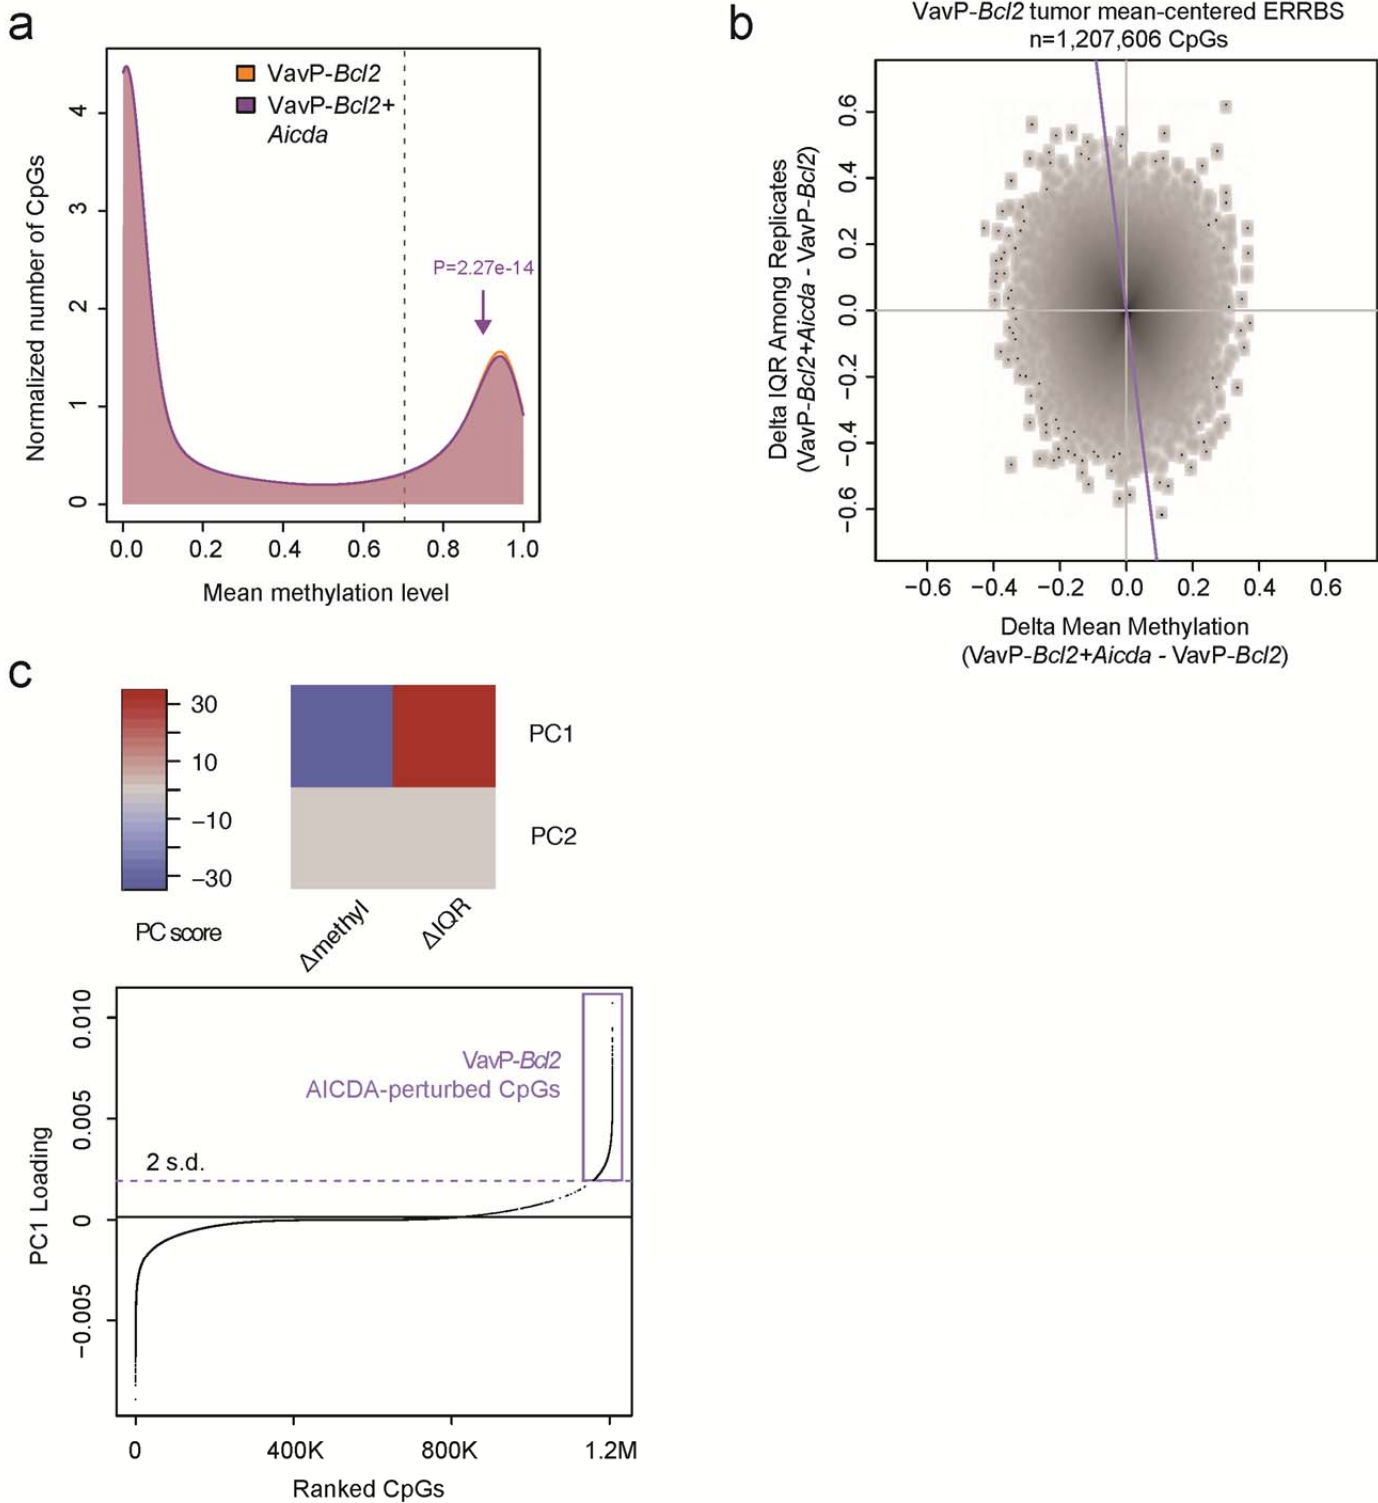 a
VavP-Bcl2
VavP-Bcl2+
Aicda
P=2.27e-14
Normalized number of CpGs
4
3
2
1
0
0.0 0.2 0.4 0.6 0.8 1.0
Mean methylation level
b
VavP-Bcl2 tumor mean-centered ERRBS
n=1,207,606 CpGs
Delta IQR Among Replicates
(VavP-Bcl2+Aicda - VavP-Bcl2)
0.6
0.4
0.2
0.0
−0.2
−0.4
−0.6
−0.6 −0.4 −0.2 0.0 0.2 0.4 0.6
Delta Mean Methylation
(VavP-Bcl2+Aicda - VavP-Bcl2)
c
30
10
−10
−30
PC score
PC1
PC2
Δmethyl
ΔIQR
VavP-Bcl2
AICDA-perturbed CpGs
2 s.d.
PC1 Loading
0.010
0.005
0
−0.005
0 400K 800K 1.2M
Ranked CpGs